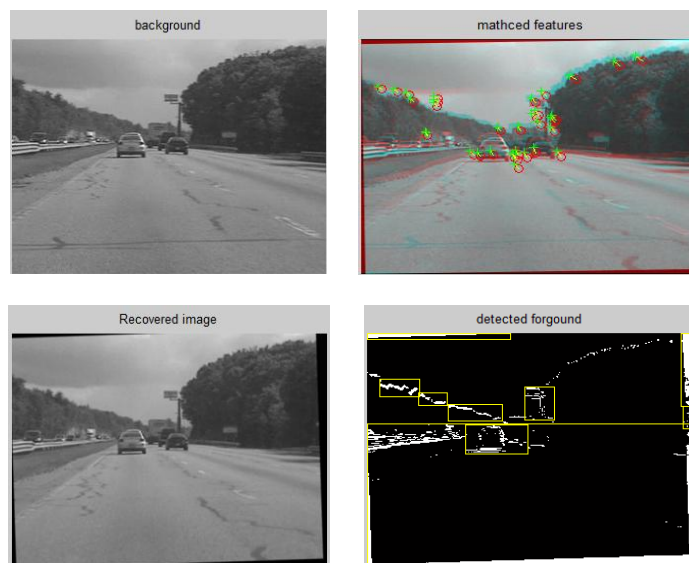 background
mathced features
Recovered image
detected forgound